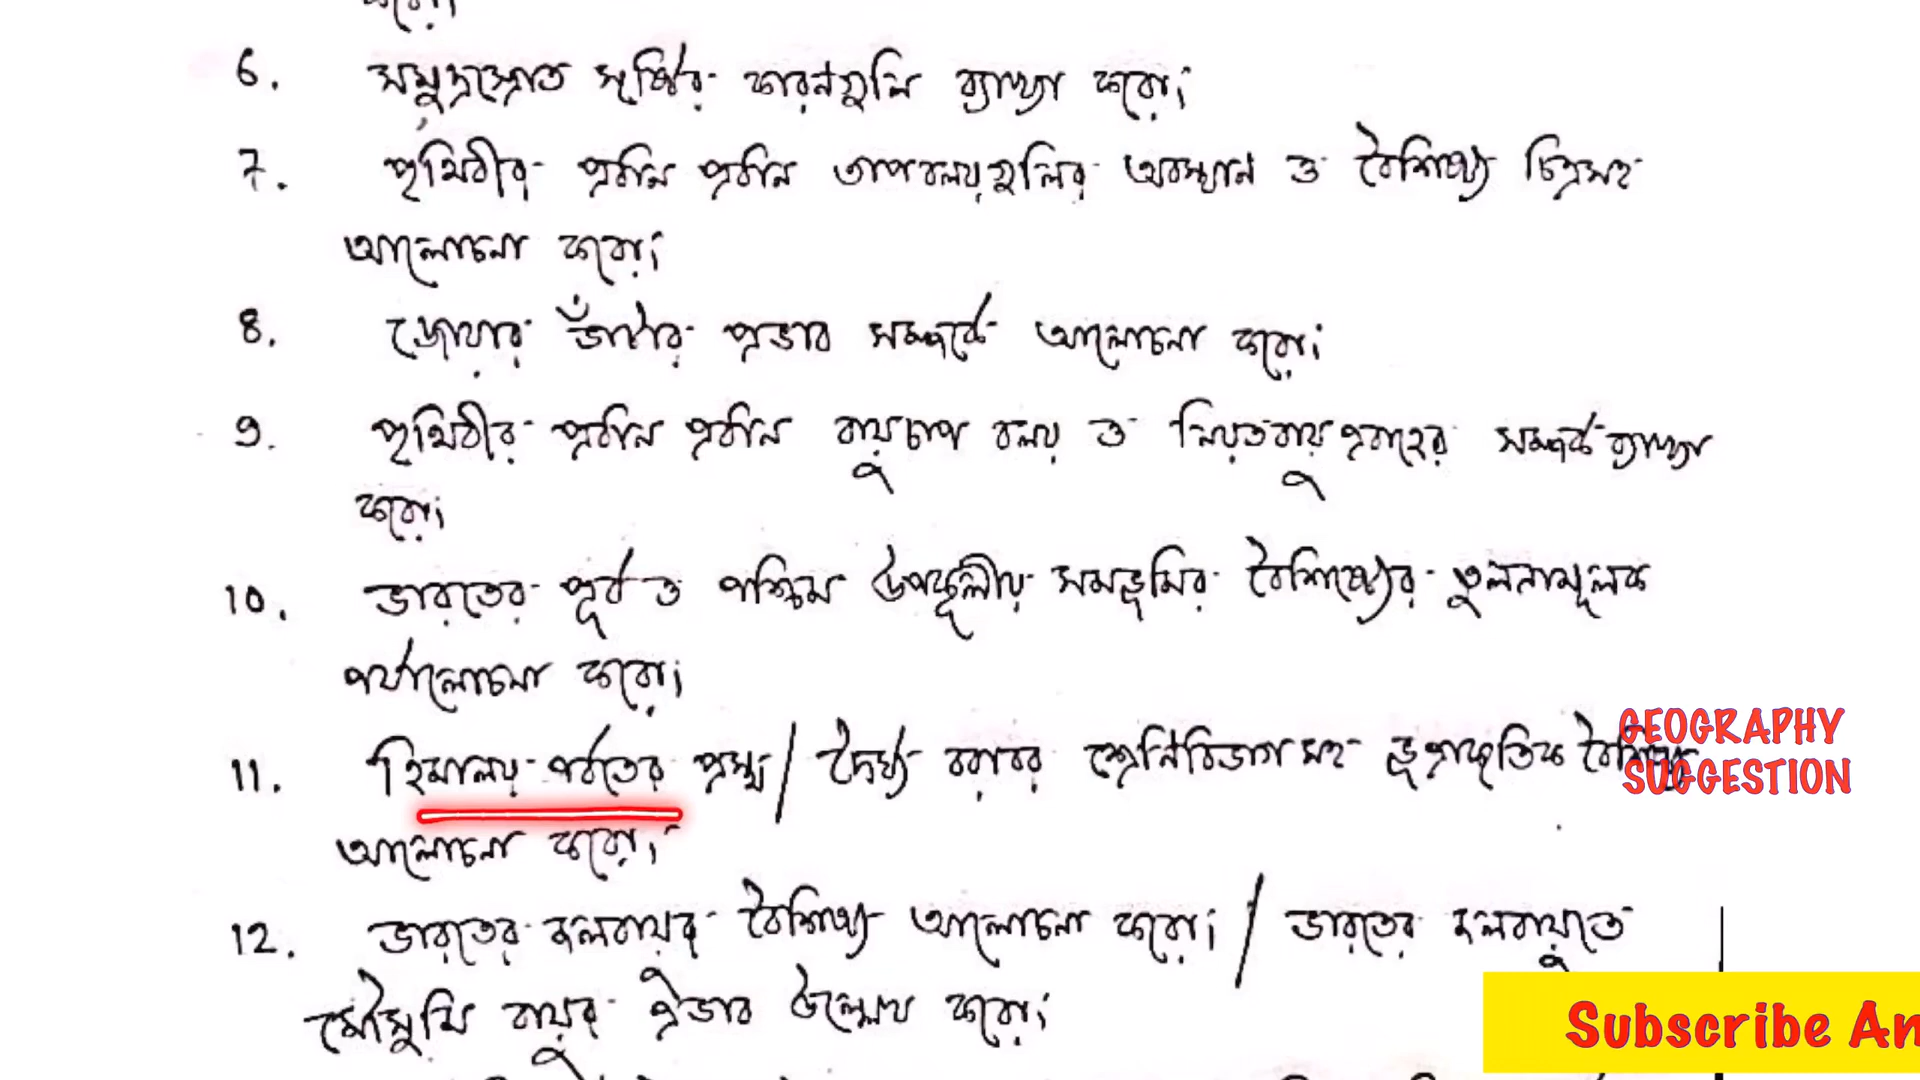 করো।
6. সমুদ্রস্রোত সৃষ্টির কারণগুলি ব্যাখ্যা করো।
7. পৃথিবীর প্রধান প্রধান তাপবলয়গুলির অবস্থান ও বৈশিষ্ট্য চিত্রসহ
আলোচনা করো।
8. জোয়ার ভাঁটার প্রভাব সম্পর্কে আলোচনা করো।
9. পৃথিবীর প্রধান প্রধান বায়ুচাপ বলয় ও নিয়তবায়ু প্রবাহের সম্পর্ক ব্যাখ্যা
করো।
10. ভারতের পূর্ব ও পশ্চিম উপকূলীয় সমভূমির বৈশিষ্ট্যের তুলনামূলক
পর্যালোচনা করো।
11. হিমালয় পর্বতের প্রস্থ / দৈর্ঘ্য বরাবর শ্রেণিবিভাগ সহ ভূপ্রাকৃতিক বৈশিষ্ট্য
GEOGRAPHY
SUGGESTION
আলোচনা করো।
12. ভারতের জলবায়ুর বৈশিষ্ট্য আলোচনা করো। / ভারতের জলবায়ুতে
মৌসুমি বায়ুর প্রভাব উল্লেখ করো।
Subscribe An